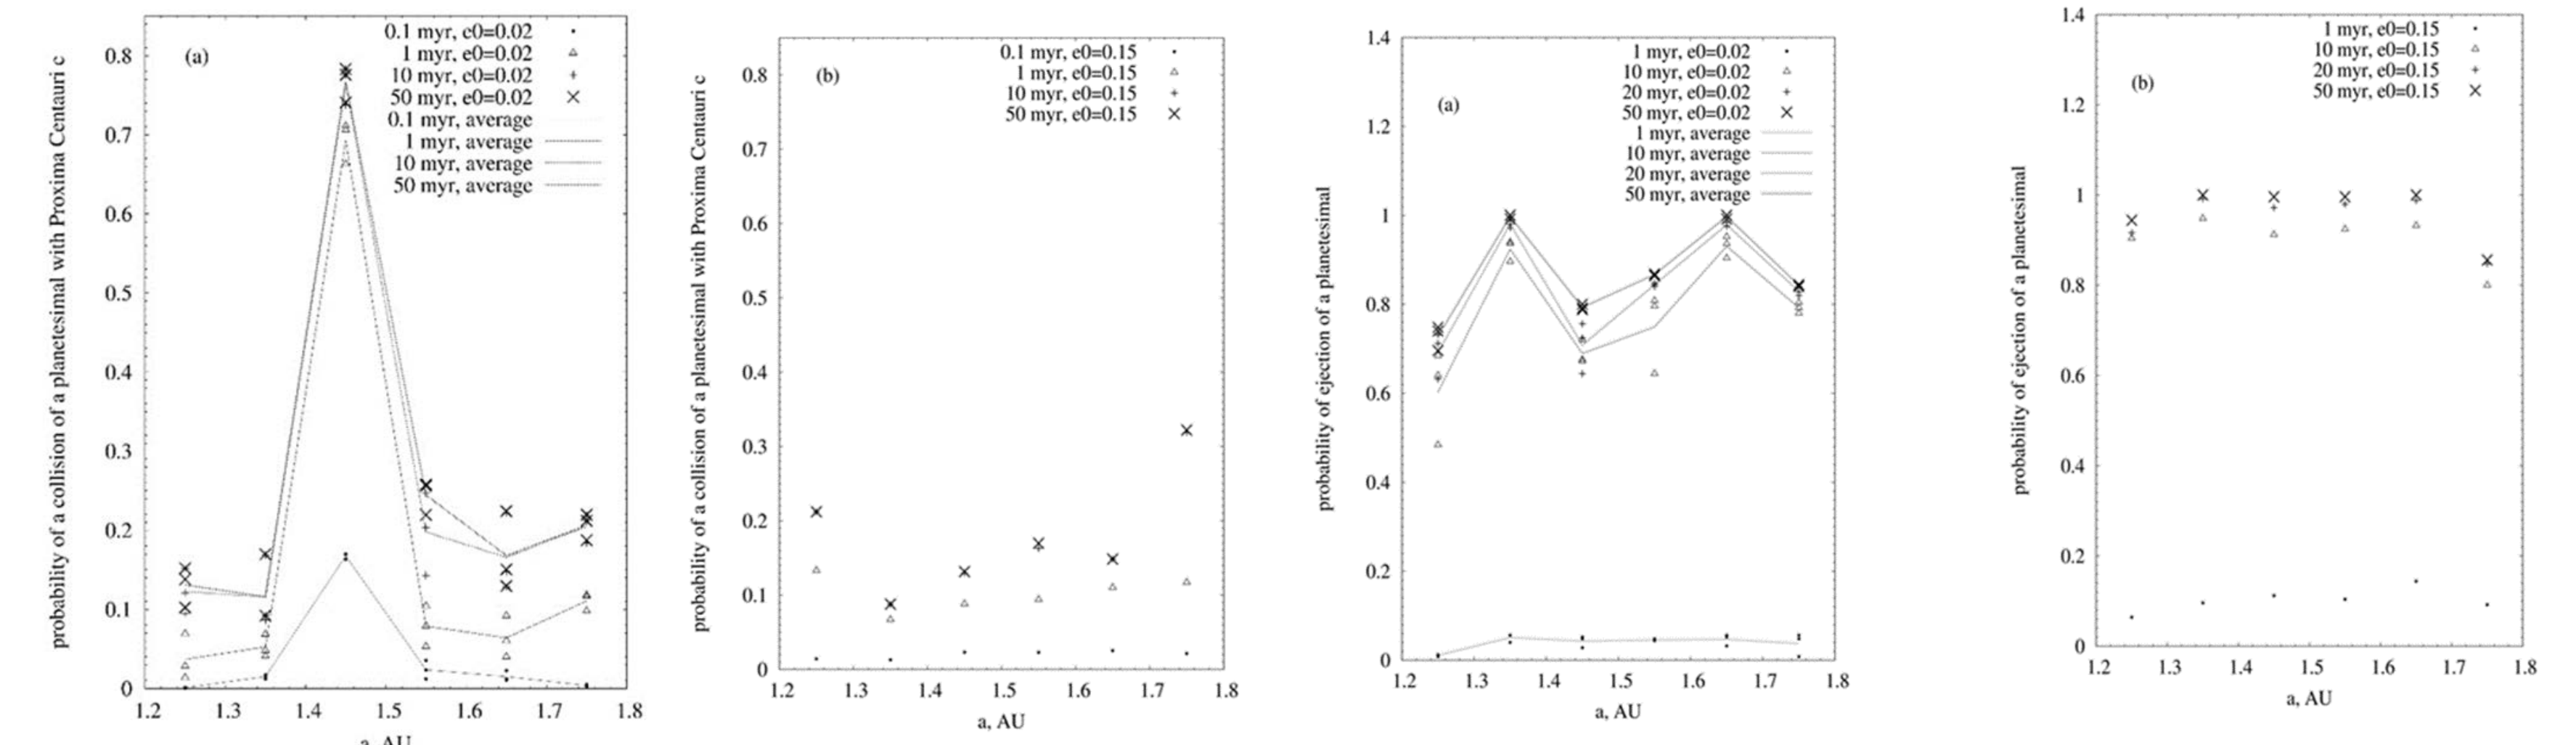 probability of a collision of a planetesimal with Proxima Centauri c
(a)
0.1 myr, e0=0.02
1 myr, e0=0.02
10 myr, e0=0.02
50 myr, e0=0.02
0.1 myr, average
1 myr, average
10 myr, average
50 myr, average
0.8
0.7
0.6
0.5
0.4
0.3
0.2
0.1
0
1.2 1.3 1.4 1.5 1.6 1.7 1.8
a, AU
probability of a collision of a planetesimal with Proxima Centauri c
(b)
0.1 myr, e0=0.15
1 myr, e0=0.15
10 myr, e0=0.15
50 myr, e0=0.15
0.8
0.7
0.6
0.5
0.4
0.3
0.2
0.1
0
1.2 1.3 1.4 1.5 1.6 1.7 1.8
a, AU
probability of ejection of a planetesimal
(a)
1 myr, e0=0.02
10 myr, e0=0.02
20 myr, e0=0.02
50 myr, e0=0.02
1 myr, average
10 myr, average
20 myr, average
50 myr, average
1.4
1.2
1
0.8
0.6
0.4
0.2
0
1.2 1.3 1.4 1.5 1.6 1.7 1.8
a, AU
probability of ejection of a planetesimal
(b)
1 myr, e0=0.15
10 myr, e0=0.15
20 myr, e0=0.15
50 myr, e0=0.15
1.4
1.2
1
0.8
0.6
0.4
0.2
0
1.2 1.3 1.4 1.5 1.6 1.7 1.8
a, AU